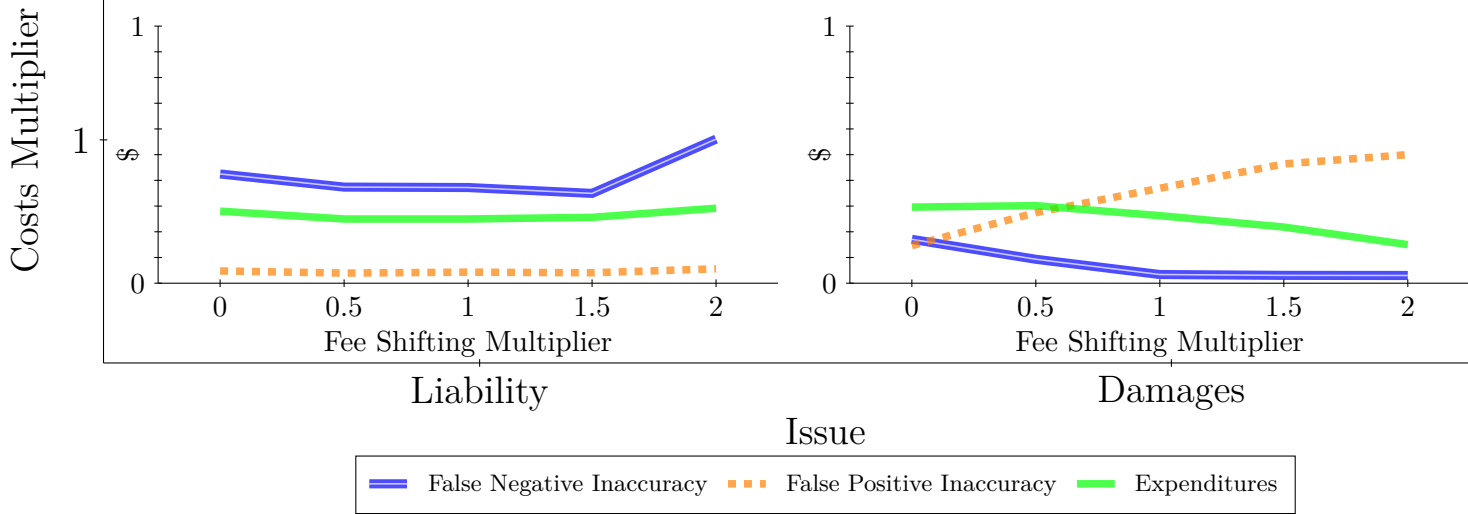 Costs Multiplier
1
$
1
0
0 0.5 1 1.5 2
Fee Shifting Multiplier
Liability
$
1
0
0 0.5 1 1.5 2
Fee Shifting Multiplier
Damages
Issue
False Negative Inaccuracy False Positive Inaccuracy Expenditures